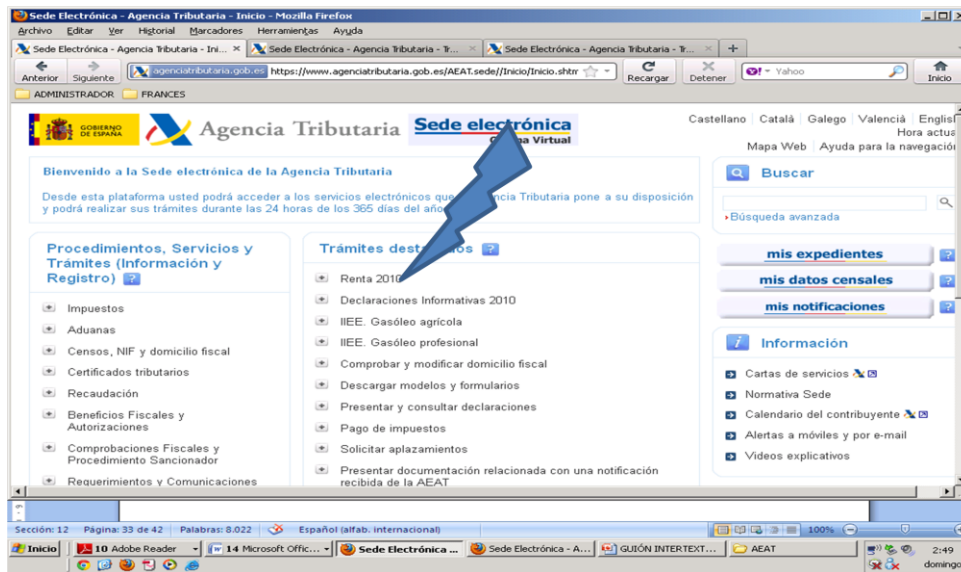 Sede Electrónica - Agencia Tributaria - Inicio - Mozilla Firefox
Archivo Editar Ver Historial Marcadores Herramientas Ayuda
Sede Electrónica - Agencia Tributaria - Ini... × Sede Electrónica - Agencia Tributaria - Tr... × Sede Electrónica - Agencia Tributaria - Tr... × +
Anterior Siguiente agenciatributaria.gob.es https://www.agenciatributaria.gob.es/AEAT.sede//Inicio/Inicio.shtm Recargar Detener Yahoo Inicio
ADMINISTRADOR FRANCES
GOBIERNO DE ESPAÑA Agencia Tributaria Sede electrónica
Virtual
Castellano Català Galego Valencià English
Hora actua
Mapa Web Ayuda para la navegación
Bienvenido a la Sede electrónica de la Agencia Tributaria
Desde esta plataforma usted podrá acceder a los servicios electrónicos que Agencia Tributaria pone a su disposición
y podrá realizar sus trámites durante las 24 horas de los 365 días del año
Buscar
Búsqueda avanzada
Procedimientos, Servicios y
Trámites (Información y
Registro) ?
Impuestos
Aduanas
Censos, NIF y domicilio fiscal
Certificados tributarios
Recaudación
Beneficios Fiscales y
Autorizaciones
Comprobaciones Fiscales y
Procedimiento Sancionador
Requerimientos y Comunicaciones
Trámites destacados ?
Renta 2010
Declaraciones Informativas 2010
IIEE. Gasóleo agrícola
IIEE. Gasóleo profesional
Comprobar y modificar domicilio fiscal
Descargar modelos y formularios
Presentar y consultar declaraciones
Pago de impuestos
Solicitar aplazamientos
Presentar documentación relacionada con una notificación
recibida de la AEAT
mis expedientes ?
mis datos censales ?
mis notificaciones ?
Información
Cartas de servicios
Normativa Sede
Calendario del contribuyente
Alertas a móviles y por e-mail
Videos explicativos
Sección: 12 Página: 33 de 42 Palabras: 8.022 Español (alfab. internacional) 100%
Inicio 10 Adobe Reader 14 Microsoft Offic... Sede Electrónica ... Sede Electrónica - A... GUIÓN INTERTEXT... AEAT 2:49
domingo